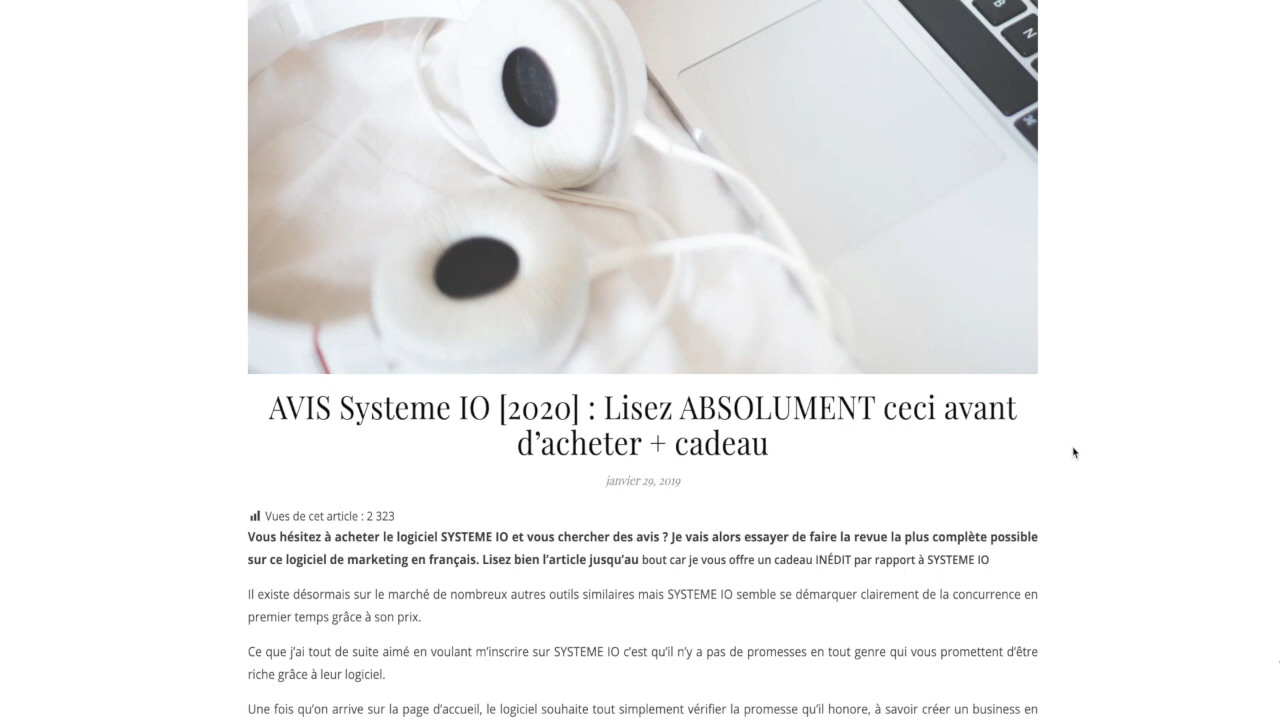 B
N
⌘
AVIS Systeme IO [2020] : Lisez ABSOLUMENT ceci avant
d’acheter + cadeau
janvier 29, 2019
Vues de cet article : 2 323
Vous hésitez à acheter le logiciel SYSTEME IO et vous chercher des avis ? Je vais alors essayer de faire la revue la plus complète possible
sur ce logiciel de marketing en français. Lisez bien l’article jusqu’au bout car je vous offre un cadeau INÉDIT par rapport à SYSTEME IO
Il existe désormais sur le marché de nombreux autres outils similaires mais SYSTEME IO semble se démarquer clairement de la concurrence en
premier temps grâce à son prix.
Ce que j’ai tout de suite aimé en voulant m’inscrire sur SYSTEME IO c’est qu’il n’y a pas de promesses en tout genre qui vous promettent d’être
riche grâce à leur logiciel.
Une fois qu’on arrive sur la page d’accueil, le logiciel souhaite tout simplement vérifier la promesse qu’il honore, à savoir créer un business en